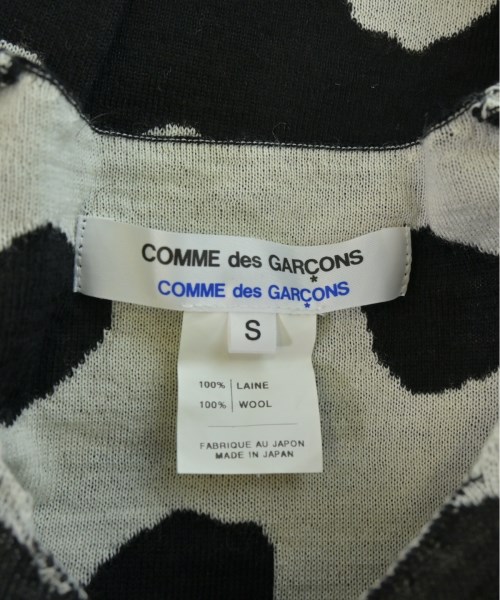 COMME des GARÇONS
COMME des GARÇONS
S
100% | LAINE
100% | WOOL
FABRIQUE AU JAPON
MADE IN JAPAN